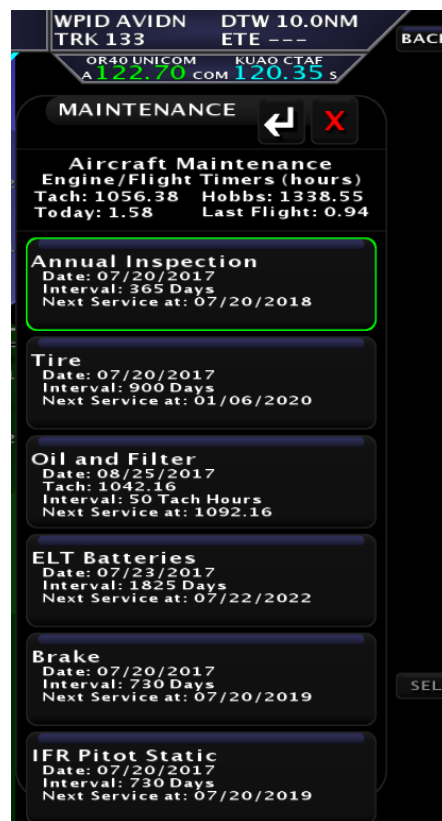 WPID AVIDN DTW 10.0NM
TRK 133 ETE ---
BACK
OR40 UNICOM KUAO CTAF
A 122.70 COM 120.35 S
MAINTENANCE X
Aircraft Maintenance
Engine/Flight Timers (hours)
Tach: 1056.38 Hobbs: 1338.55
Today: 1.58 Last Flight: 0.94
Annual Inspection
Date: 07/20/2017
Interval: 365 Days
Next Service at: 07/20/2018
Tire
Date: 07/20/2017
Interval: 900 Days
Next Service at: 01/06/2020
Oil and Filter
Date: 08/25/2017
Tach: 1042.16
Interval: 50 Tach Hours
Next Service at: 1092.16
ELT Batteries
Date: 07/23/2017
Interval: 1825 Days
Next Service at: 07/22/2022
Brake
Date: 07/20/2017
Interval: 730 Days
Next Service at: 07/20/2019
SEL
IFR Pitot Static
Date: 07/20/2017
Interval: 730 Days
Next Service at: 07/20/2019